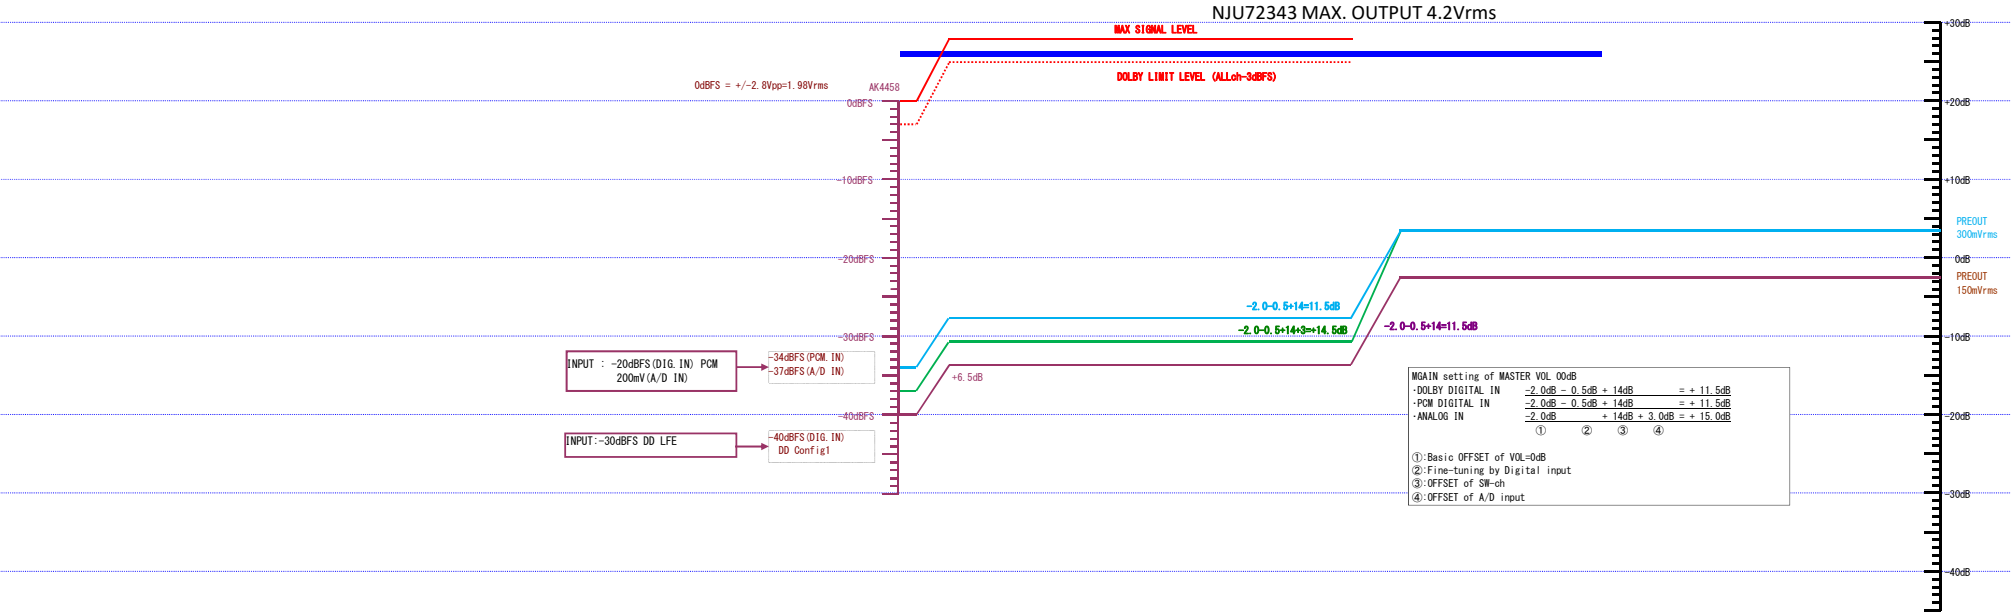 NJU72343 MAX. OUTPUT 4.2Vrms
+30dB
MAX SIGNAL LEVEL
DOLBY LIMIT LEVEL (ALLch-3dBFS)
0dBFS = +/-2.8Vpp=1.98Vrms
AK4458
0dBFS
+20dB
-10dBFS
+10dB
PREOUT
300mVrms
-20dBFS
0dB
PREOUT
150mVrms
-2.0-0.5+14=11.5dB
-2.0-0.5+14+3=+14.5dB
-2.0-0.5+14=11.5dB
-30dBFS
-10dB
INPUT : -20dBFS(DIG.IN) PCM
200mV(A/D IN)
-34dBFS(PCM.IN)
-37dBFS(A/D IN)
+6.5dB
MGAIN setting of MASTER VOL 00dB
・DOLBY DIGITAL IN -2.0dB - 0.5dB + 14dB = + 11.5dB
・PCM DIGITAL IN -2.0dB - 0.5dB + 14dB = + 11.5dB
・ANALOG IN -2.0dB + 14dB + 3.0dB = + 15.0dB
① ② ③ ④
①:Basic OFFSET of VOL=0dB
②:Fine-tuning by Digital input
③:OFFSET of SW-ch
④:OFFSET of A/D input
-40dBFS
-20dB
INPUT:-30dBFS DD LFE
-40dBFS(DIG.IN)
DD Config1
-30dB
-40dB